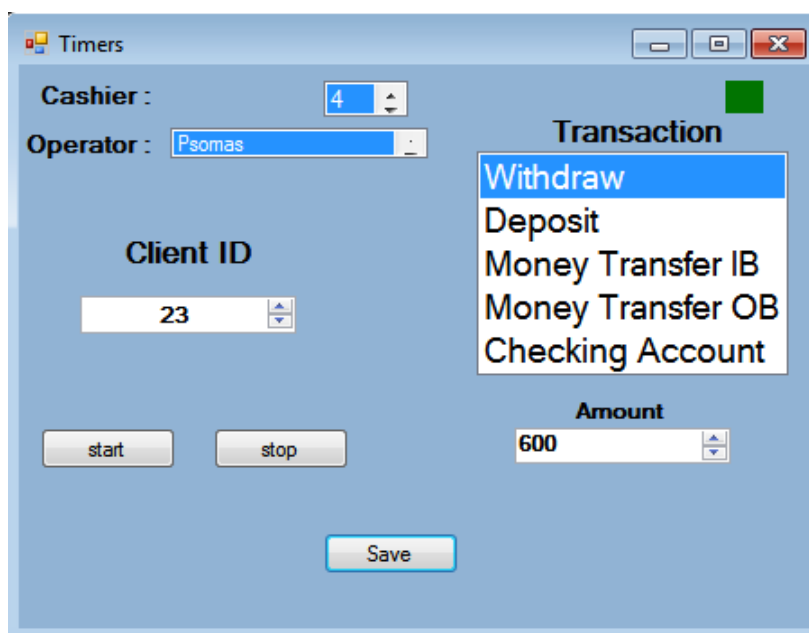 Timers
Cashier :
4
Operator :
Psomas
Transaction
Withdraw
Deposit
Money Transfer IB
Money Transfer OB
Checking Account
Client ID
23
Amount
600
start
stop
Save